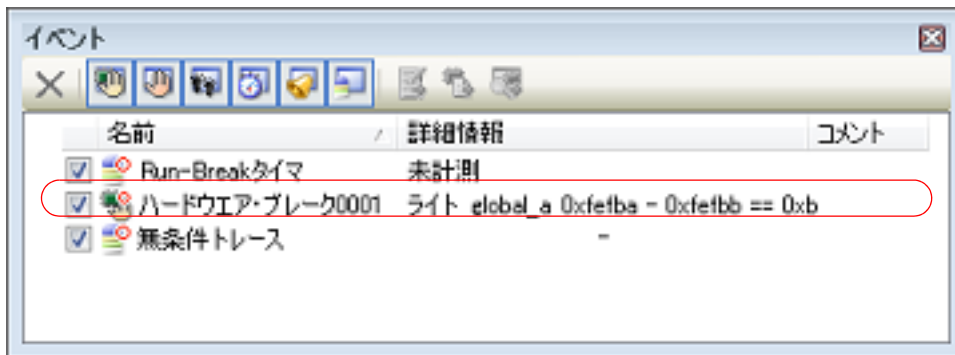 イベント
名前 詳細情報 コメント
Run-Breakタイマ 未計測
ハードウエア・ブレーク0001 ライト global_a 0xfefba - 0xfefbb == 0xb
無条件トレース -